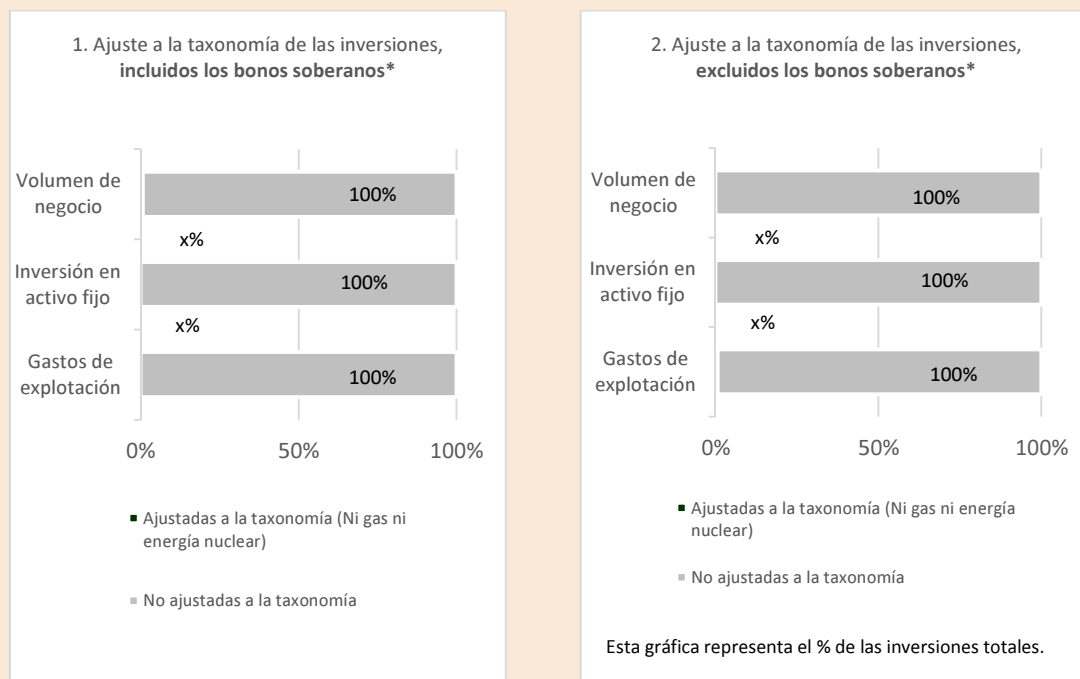 1. Ajuste a la taxonomía de las inversiones,
incluidos los bonos soberanos*
Volumen de
negocio
100%
x%
Inversión en
activo fijo
100%
x%
Gastos de
explotación
100%
0%
50%
100%
Ajustadas a la taxonomía (Ni gas ni
energía nuclear)
No ajustadas a la taxonomía
2. Ajuste a la taxonomía de las inversiones,
excluidos los bonos soberanos*
Volumen de
negocio
100%
x%
Inversión en
activo fijo
100%
x%
Gastos de
explotación
100%
0%
50%
100%
Ajustadas a la taxonomía (Ni gas ni energía
nuclear)
No ajustadas a la taxonomía
Esta gráfica representa el % de las inversiones totales.